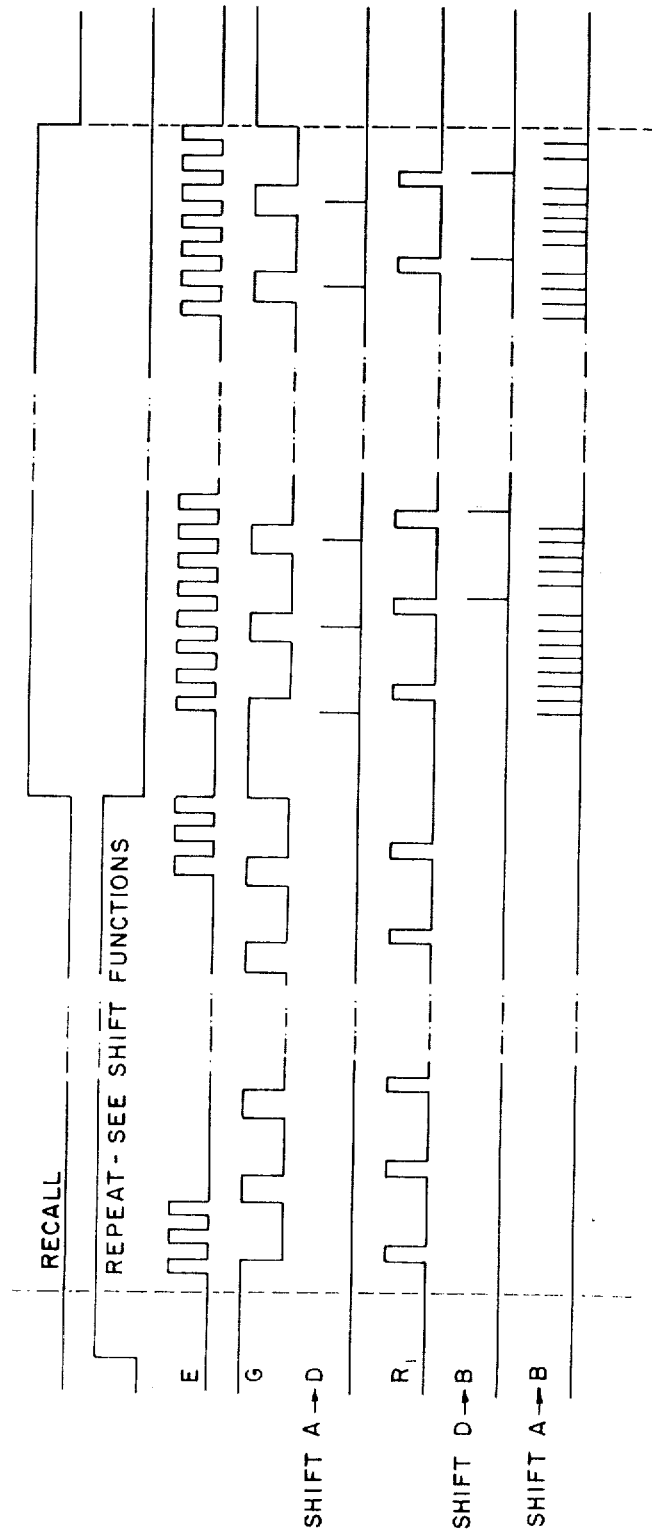 RECALL
REPEAT - SEE SHIFT FUNCTIONS
E
G
SHIFT A → D
R1
SHIFT D → B
SHIFT A → B